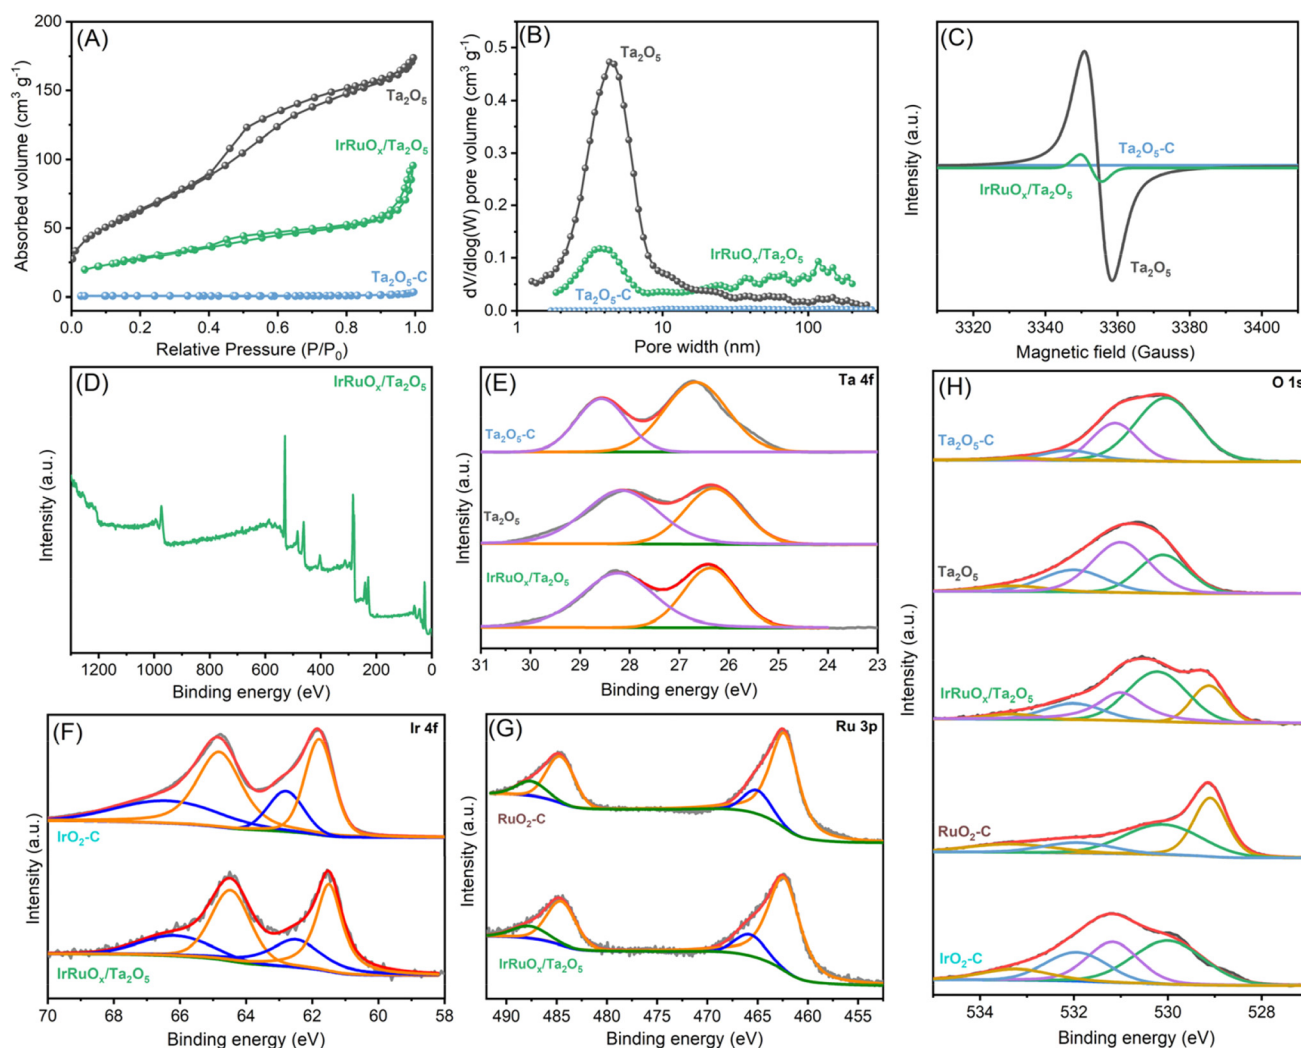 (A)
200
150
100
50
0
Absorbed volume (cm³ g⁻¹)
Ta₂O₅
IrRuOₓ/Ta₂O₅
Ta₂O₅-C
0.0 0.2 0.4 0.6 0.8 1.0
Relative Pressure (P/P₀)
(B)
0.5
0.4
0.3
0.2
0.1
0.0
dV/dlog(W) pore volume (cm³ g⁻¹)
Ta₂O₅
IrRuOₓ/Ta₂O₅
Ta₂O₅-C
1 10 100
Pore width (nm)
(C)
Intensity (a.u.)
Ta₂O₅-C
IrRuOₓ/Ta₂O₅
Ta₂O₅
3320 3340 3360 3380 3400
Magnetic field (Gauss)
(D)
IrRuOₓ/Ta₂O₅
Intensity (a.u.)
1200 1000 800 600 400 200 0
Binding energy (eV)
(E)
Ta 4f
Ta₂O₅-C
Ta₂O₅
IrRuOₓ/Ta₂O₅
Intensity (a.u.)
31 30 29 28 27 26 25 24 23
Binding energy (eV)
(F)
Ir 4f
IrO₂-C
IrRuOₓ/Ta₂O₅
Intensity (a.u.)
70 68 66 64 62 60 58
Binding energy (eV)
(G)
Ru 3p
RuO₂-C
IrRuOₓ/Ta₂O₅
Intensity (a.u.)
490 485 480 475 470 465 460 455
Binding energy (eV)
(H)
O 1s
Ta₂O₅-C
Ta₂O₅
IrRuOₓ/Ta₂O₅
RuO₂-C
IrO₂-C
Intensity (a.u.)
534 532 530 528
Binding energy (eV)